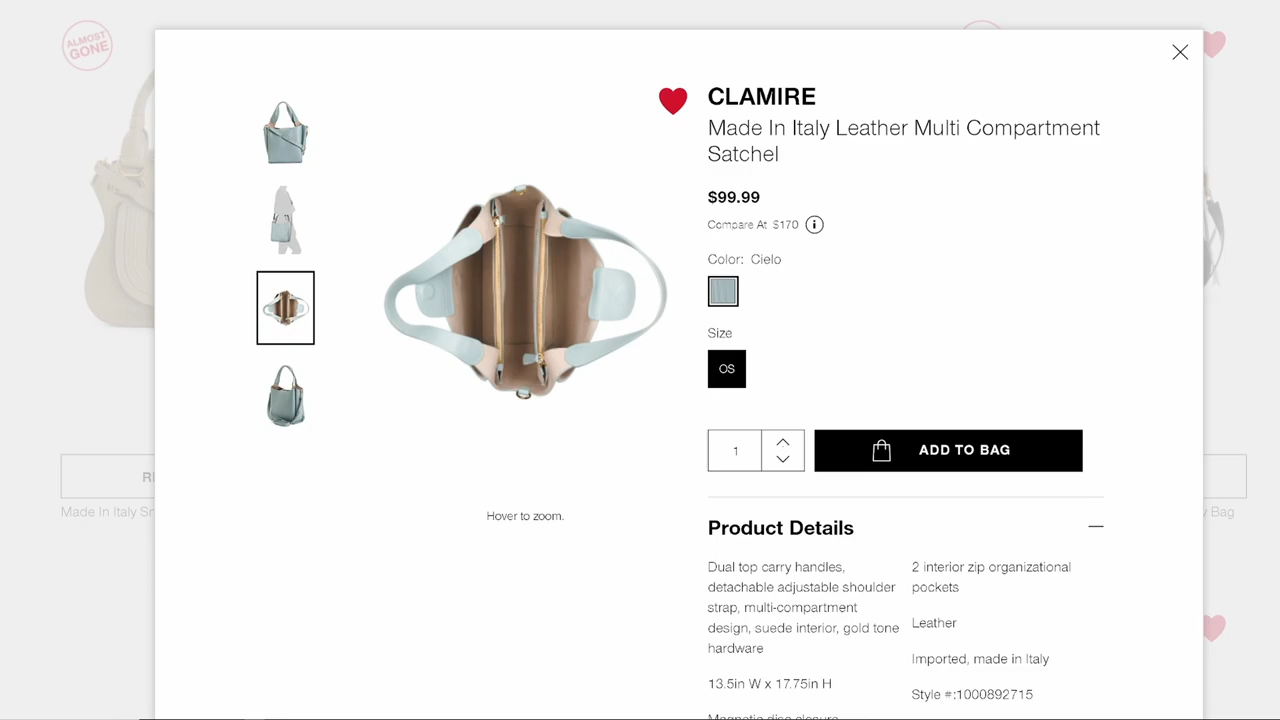 ALMOST
GONE
CLAMIRE
Made In Italy Leather Multi Compartment
Satchel
$99.99
Compare At $170
Color: Cielo
Size
OS
1
ADD TO BAG
Hover to zoom.
Product Details
Dual top carry handles,
detachable adjustable shoulder
strap, multi-compartment
design, suede interior, gold tone
hardware
13.5in W x 17.75in H
Magnetic disc closure
2 interior zip organizational
pockets
Leather
Imported, made in Italy
Style #:1000892715
Made In Italy
Bag